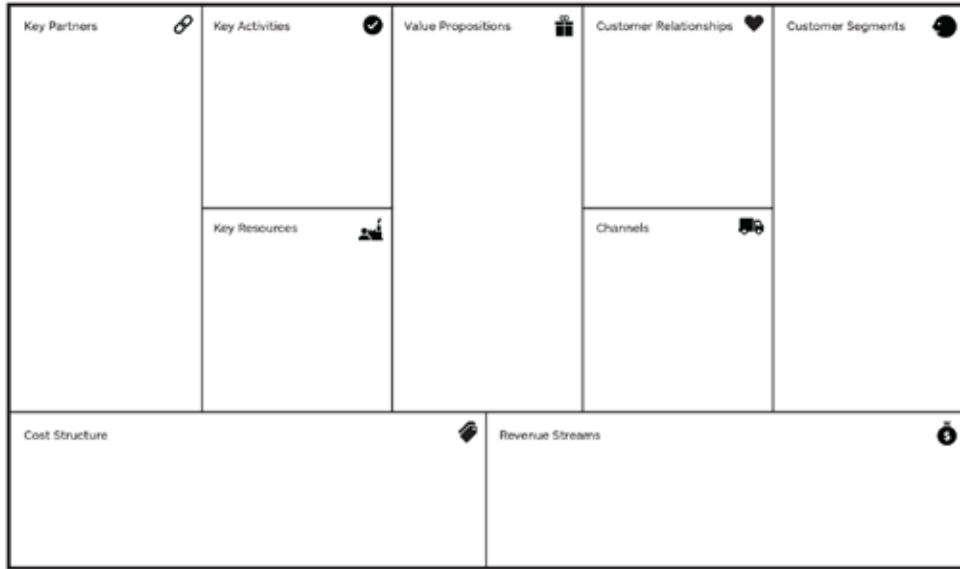 Key Partners
Key Activities
Value Propositions
Customer Relationships
Customer Segments
Key Resources
Channels
Cost Structure
Revenue Streams
$